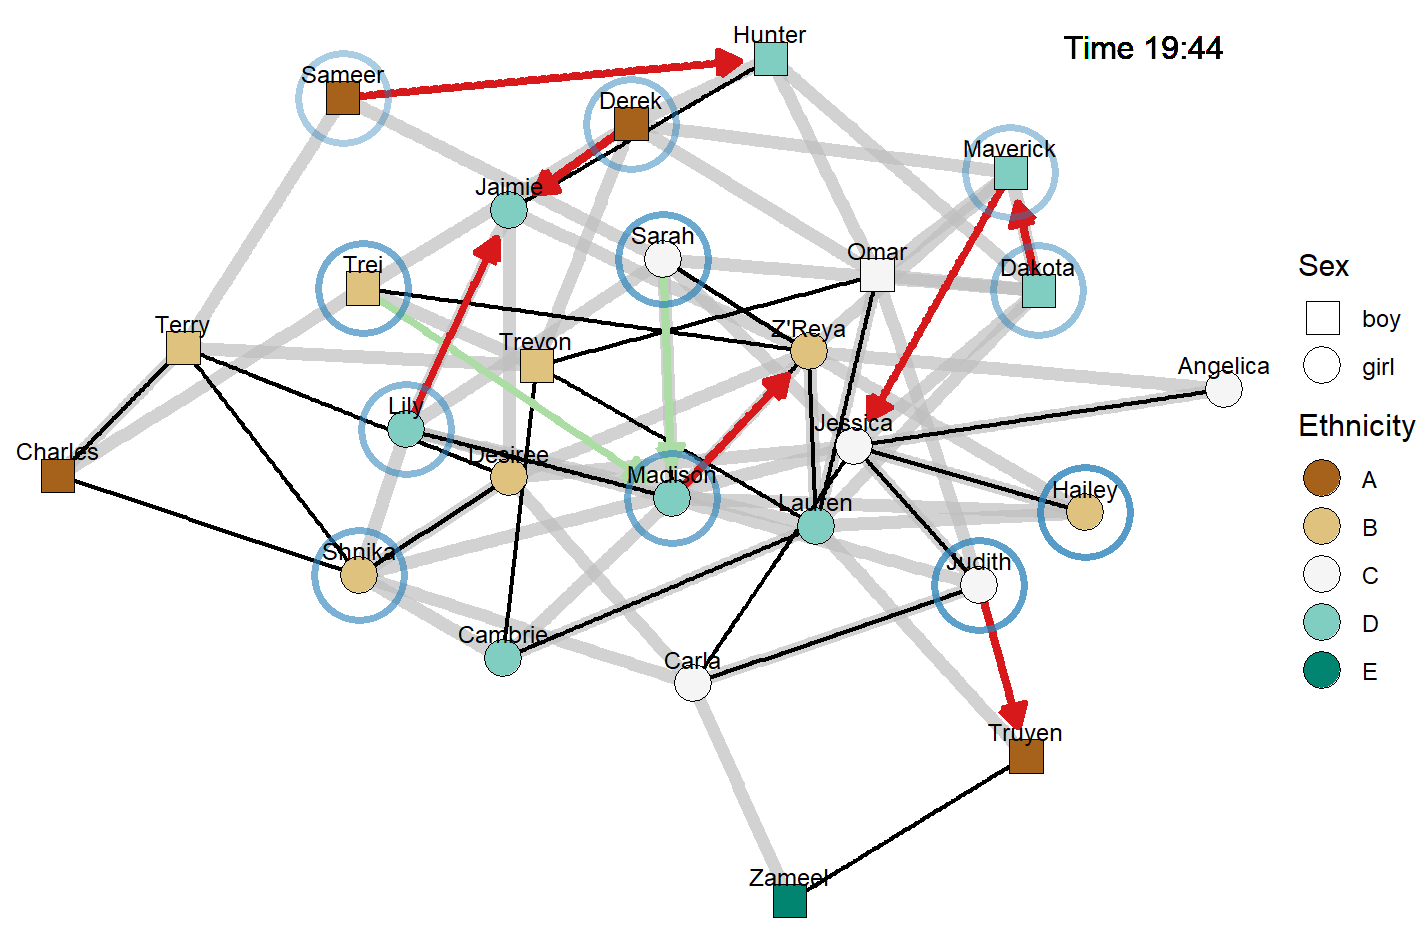 Hunter
Time 19:44
Sameer
Derek
Maverick
Jaimie
Sarah
Omar
Trei
Dakota
Sex
Terry
Z'Reya
boy
Trevon
Angelica
girl
Lily
Jessica
Ethnicity
Charles
Desiree
Madison
Hailey
A
Lauren
B
Shnika
Judith
C
Cambrie
D
Carla
E
Truyen
Zameel